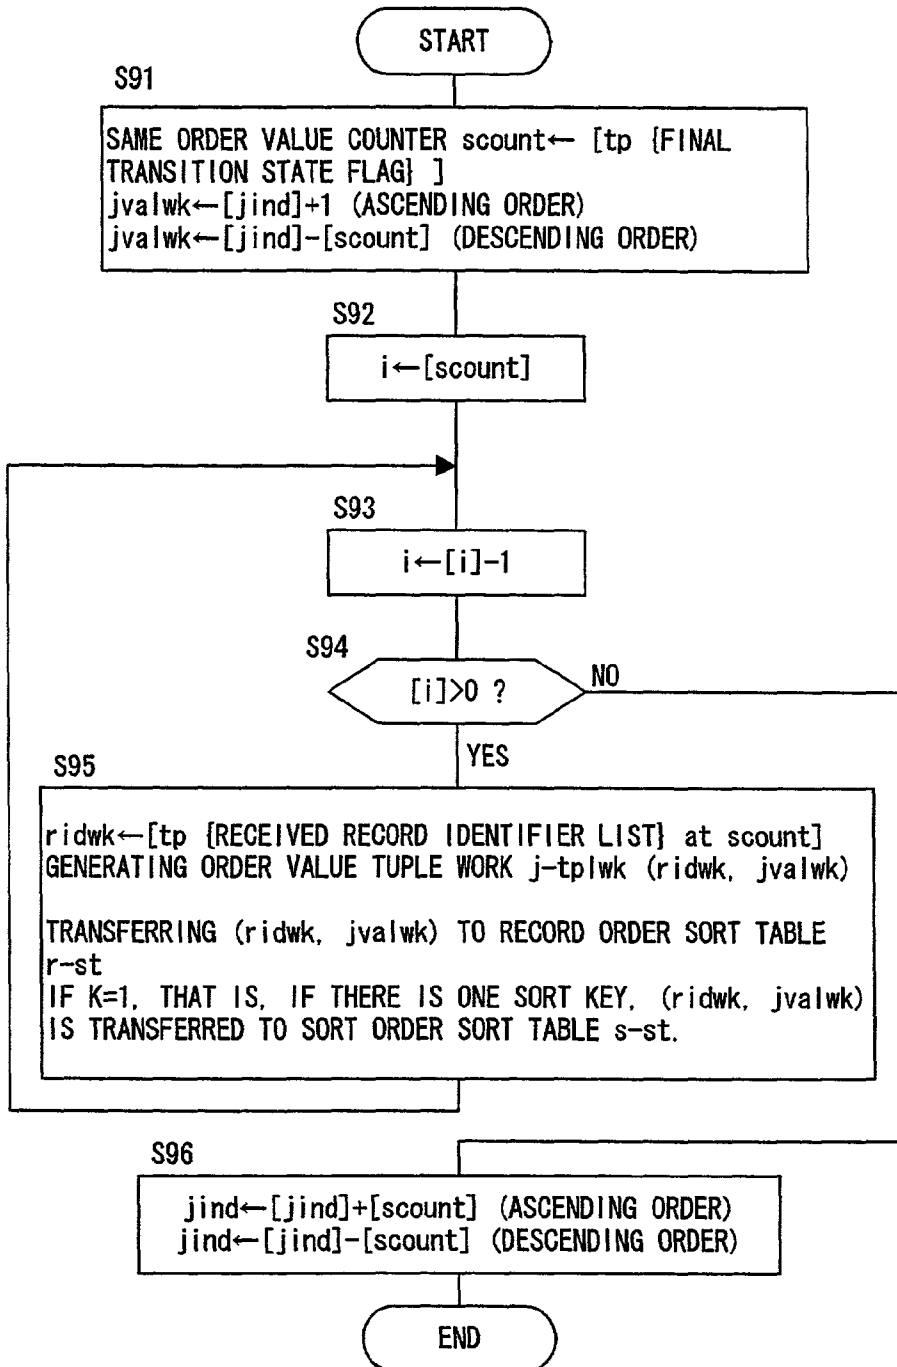 START
S91
SAME ORDER VALUE COUNTER scount← [tp {FINAL
TRANSITION STATE FLAG} ]
jvalwk←[jind]+1 (ASCENDING ORDER)
jvalwk←[jind]-[scount] (DESCENDING ORDER)
S92
i←[scount]
S93
i←[i]-1
S94
[i]>0 ?
NO
YES
S95
ridwk←[tp {RECEIVED RECORD IDENTIFIER LIST} at scount]
GENERATING ORDER VALUE TUPLE WORK j-tplwk (ridwk, jvalwk)
TRANSFERRING (ridwk, jvalwk) TO RECORD ORDER SORT TABLE
r-st
IF K=1, THAT IS, IF THERE IS ONE SORT KEY, (ridwk, jvalwk)
IS TRANSFERRED TO SORT ORDER SORT TABLE s-st.
S96
jind←[jind]+[scount] (ASCENDING ORDER)
jind←[jind]-[scount] (DESCENDING ORDER)
END